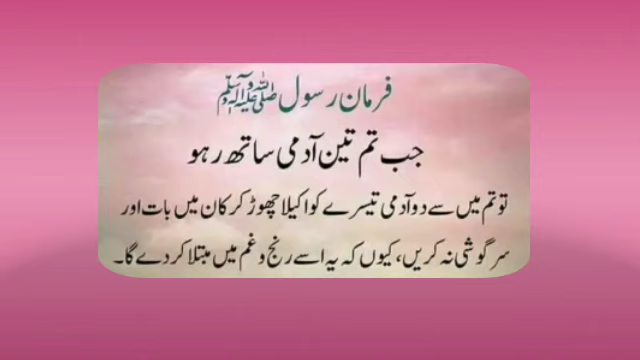 فرمان رسول ﷺ
جب تم تین آدمی ساتھ رہو
تو تم میں سے دو آدمی تیسرے کو اکیلا چھوڑ کر کان میں بات اور
سرگوشی نہ کریں، کیوں کہ یہ اسے رنج و غم میں مبتلا کر دے گا۔